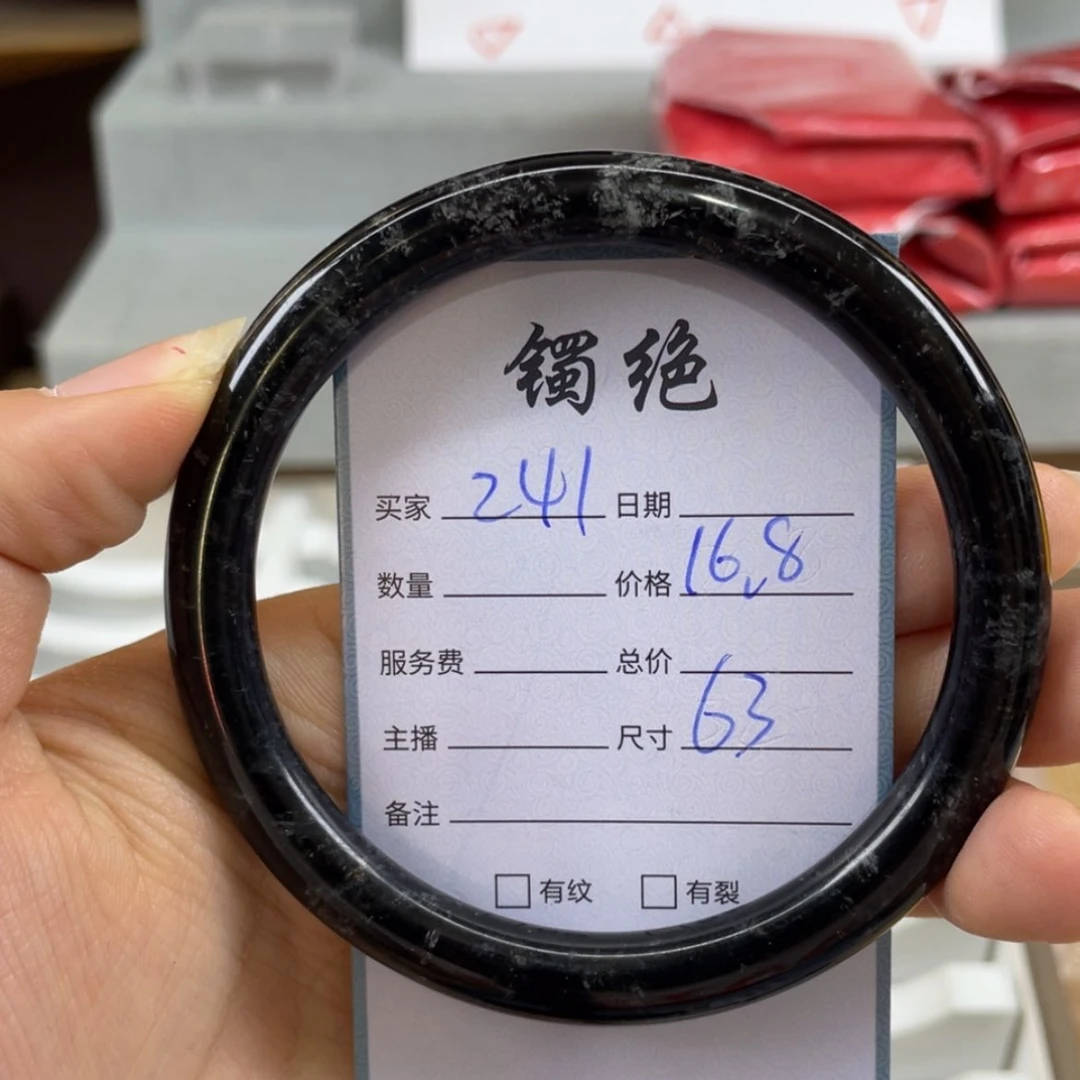 镯绝
买家 241 日期
数量 价格 16.8
服务费 总价
主播 尺寸 63
备注
有纹 有裂